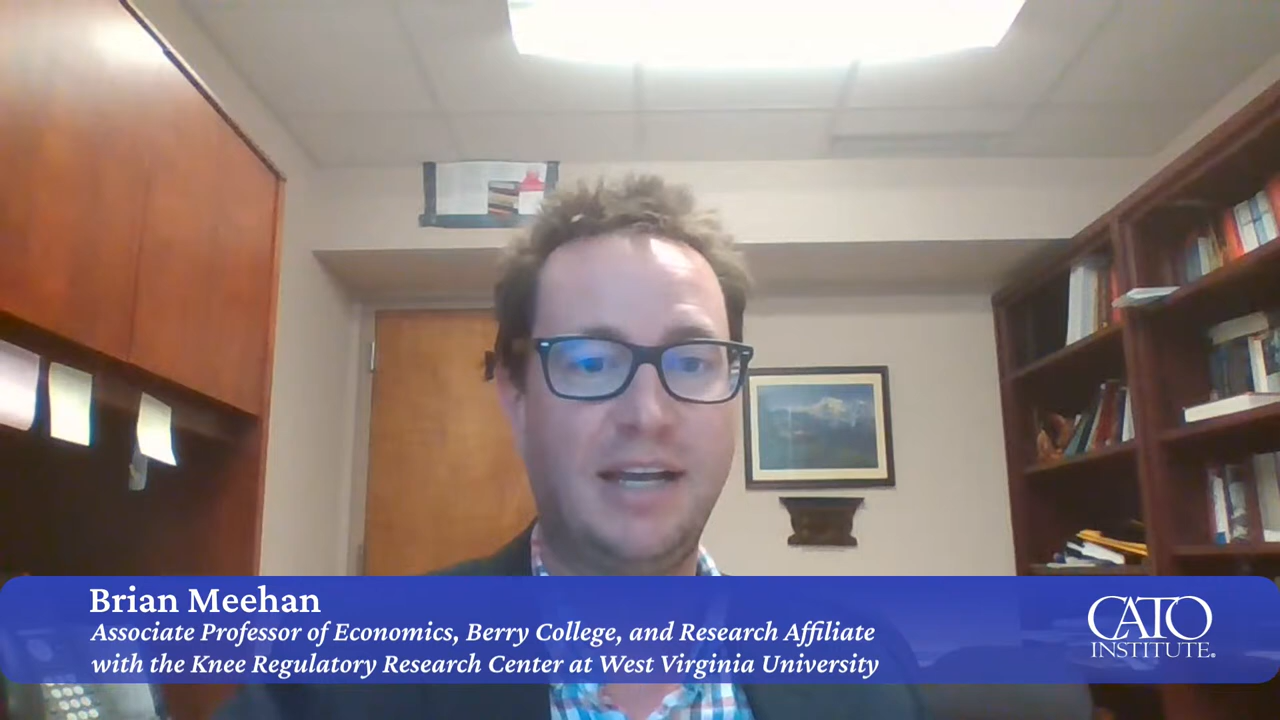 Brian Meehan
Associate Professor of Economics, Berry College, and Research Affiliate
with the Knee Regulatory Research Center at West Virginia University
CATO
INSTITUTE®